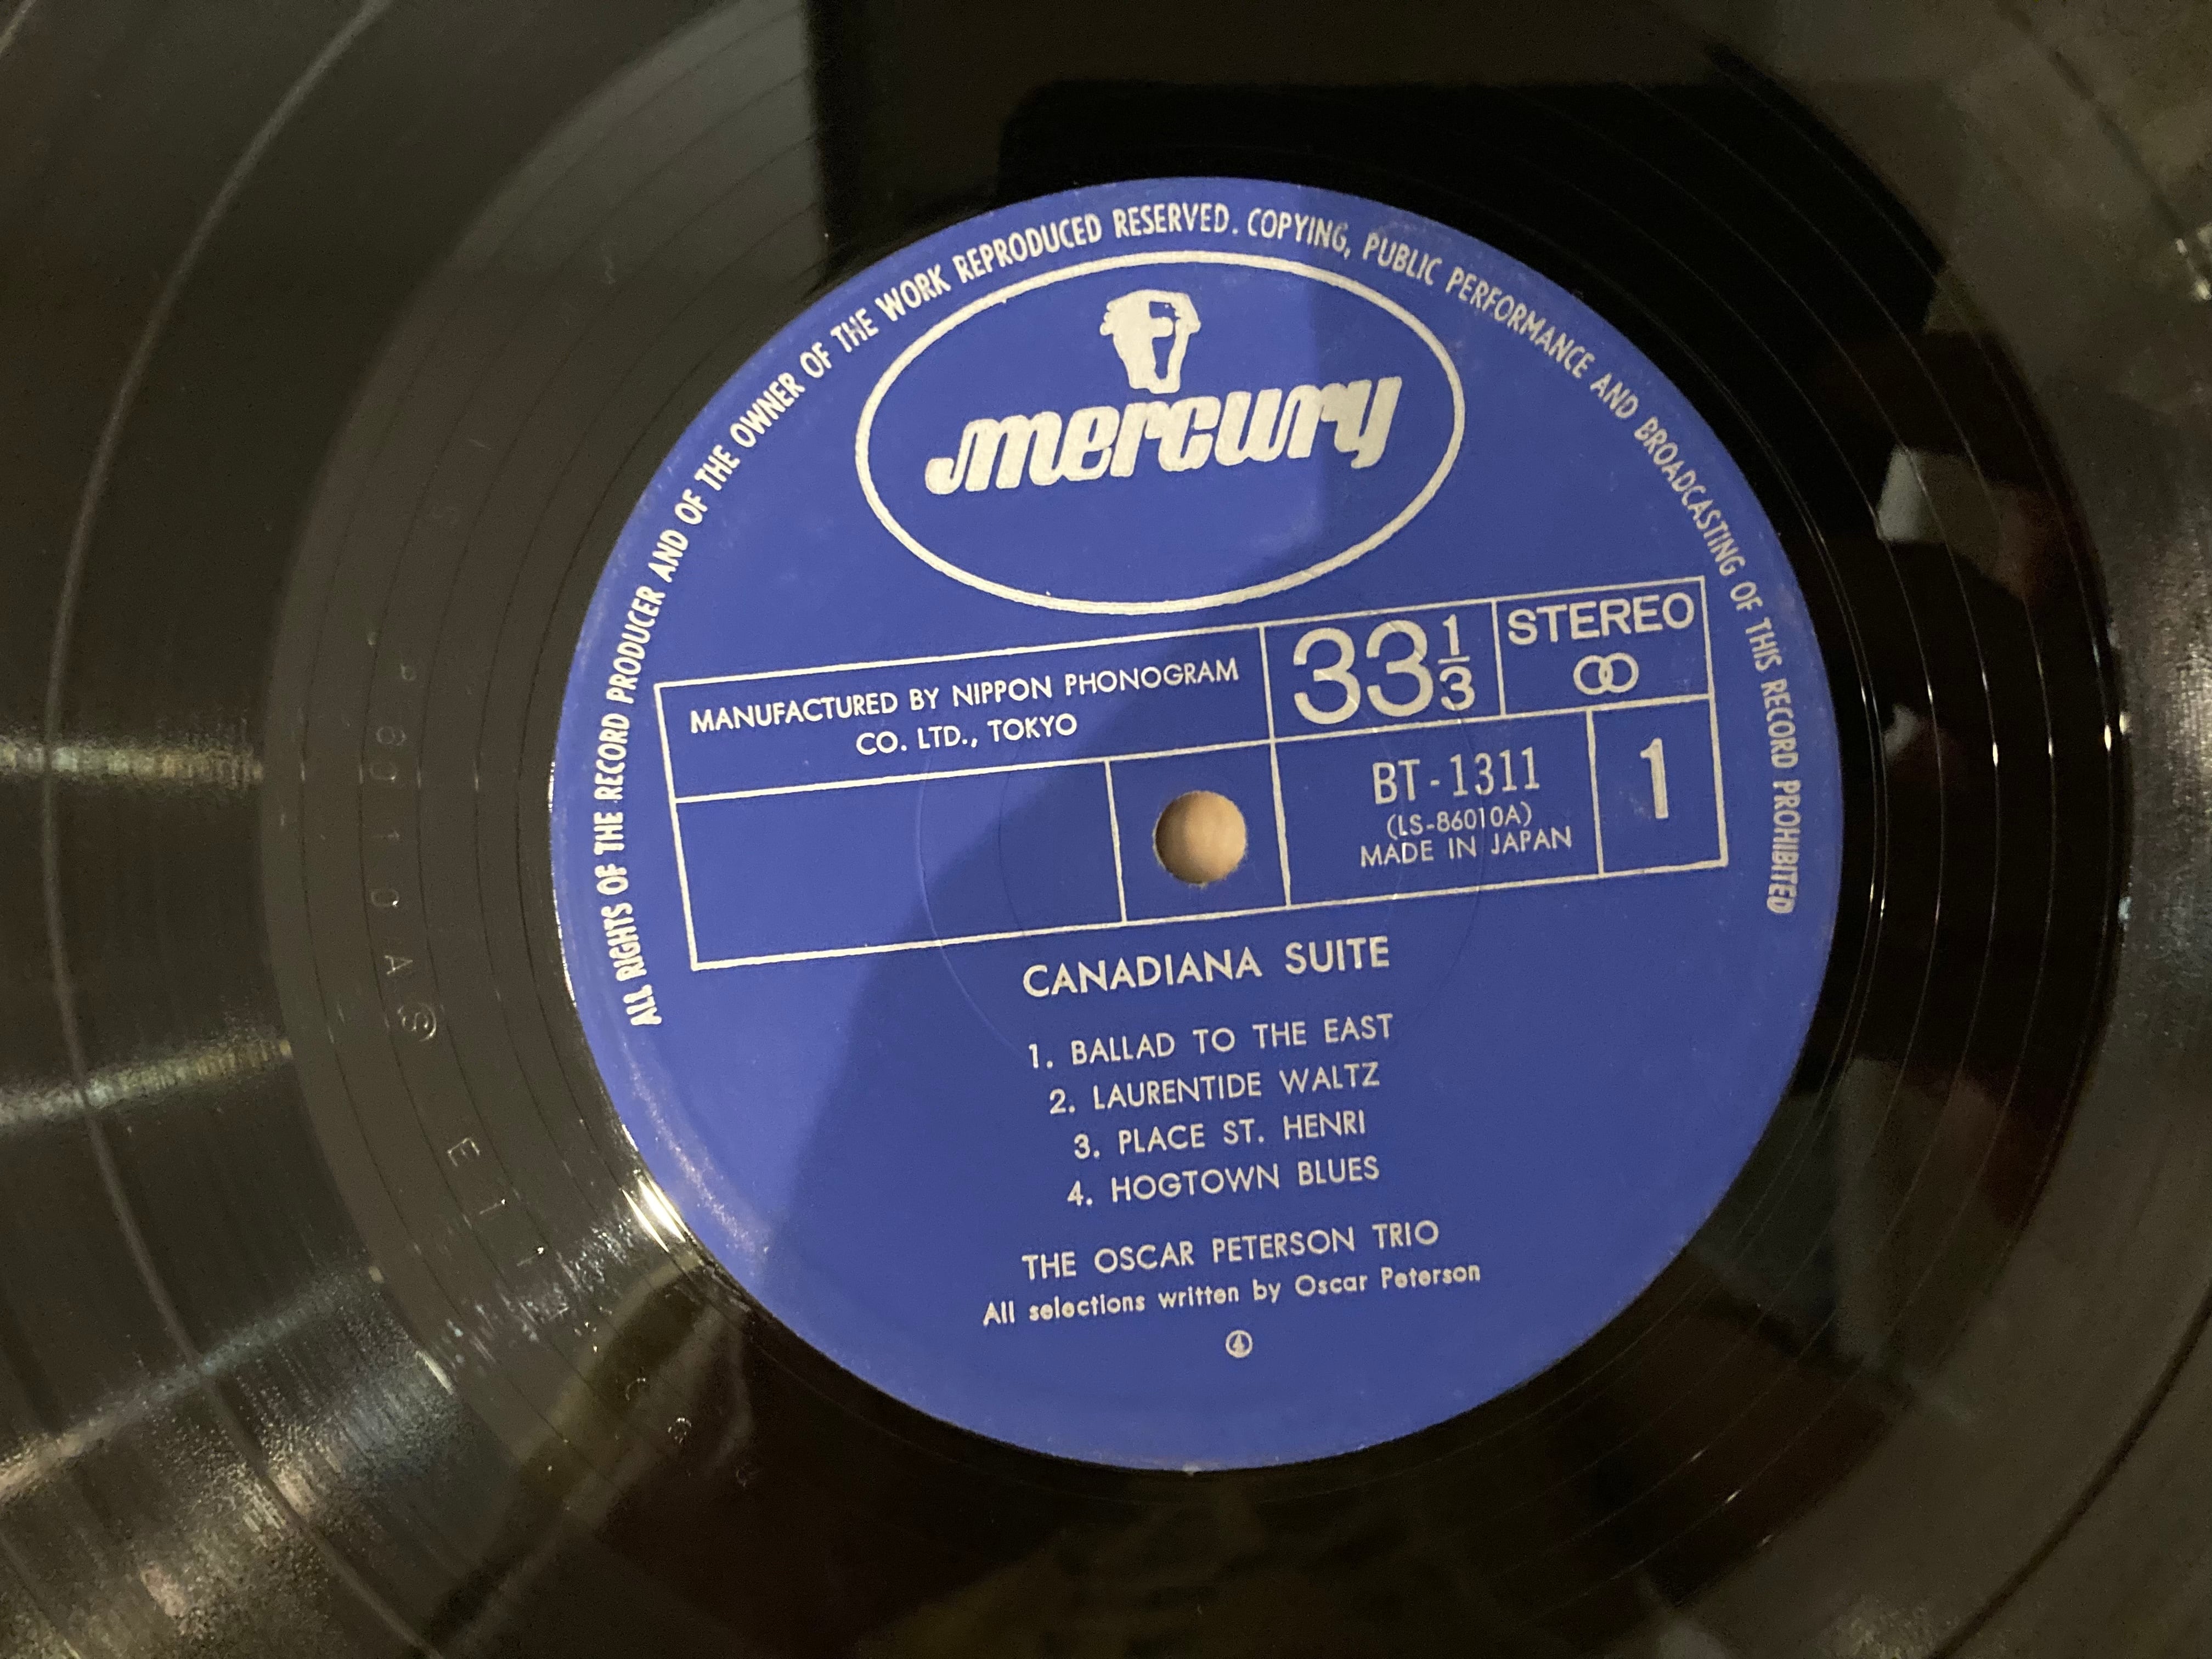 ALL RIGHTS OF THE RECORD PRODUCER AND OF THE OWNER OF THE WORK REPRODUCED RESERVED. COPYING, PUBLIC PERFORMANCE AND BROADCASTING OF THIS RECORD PROHIBITED
mercury
MANUFACTURED BY NIPPON PHONOGRAM
CO. LTD., TOKYO
33 1/3
STEREO
BT-1311
(LS-86010A)
MADE IN JAPAN
1
CANADIANA SUITE
1. BALLAD TO THE EAST
2. LAURENTIDE WALTZ
3. PLACE ST. HENRI
4. HOGTOWN BLUES
THE OSCAR PETERSON TRIO
All selections written by Oscar Peterson